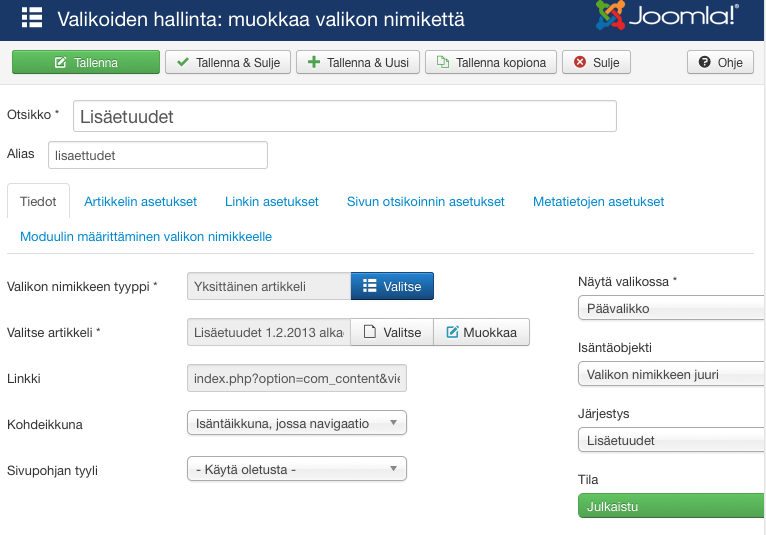 Valikoiden hallinta: muokkaa valikon nimikettä
Joomla!®
Tallenna
Tallenna & Sulje
Tallenna & Uusi
Tallenna kopiona
Sulje
Ohje
Otsikko *
Lisäetuudet
Alias
lisaettudet
Tiedot
Artikkelin asetukset
Linkin asetukset
Sivun otsikoinnin asetukset
Metatietojen asetukset
Moduulin määrittäminen valikon nimikkeelle
Valikon nimikkeen tyyppi *
Yksittäinen artikkeli
Valitse
Valitse artikkeli *
Lisäetuudet 1.2.2013 alka
Valitse
Muokkaa
Linkki
index.php?option=com_content&vie
Kohdeikkuna
Isäntäikkuna, jossa navigaatio
Sivupohjan tyyli
- Käytä oletusta -
Näytä valikossa *
Päävalikko
Isäntäobjekti
Valikon nimikkeen juuri
Järjestys
Lisäetuudet
Tila
Julkaistu